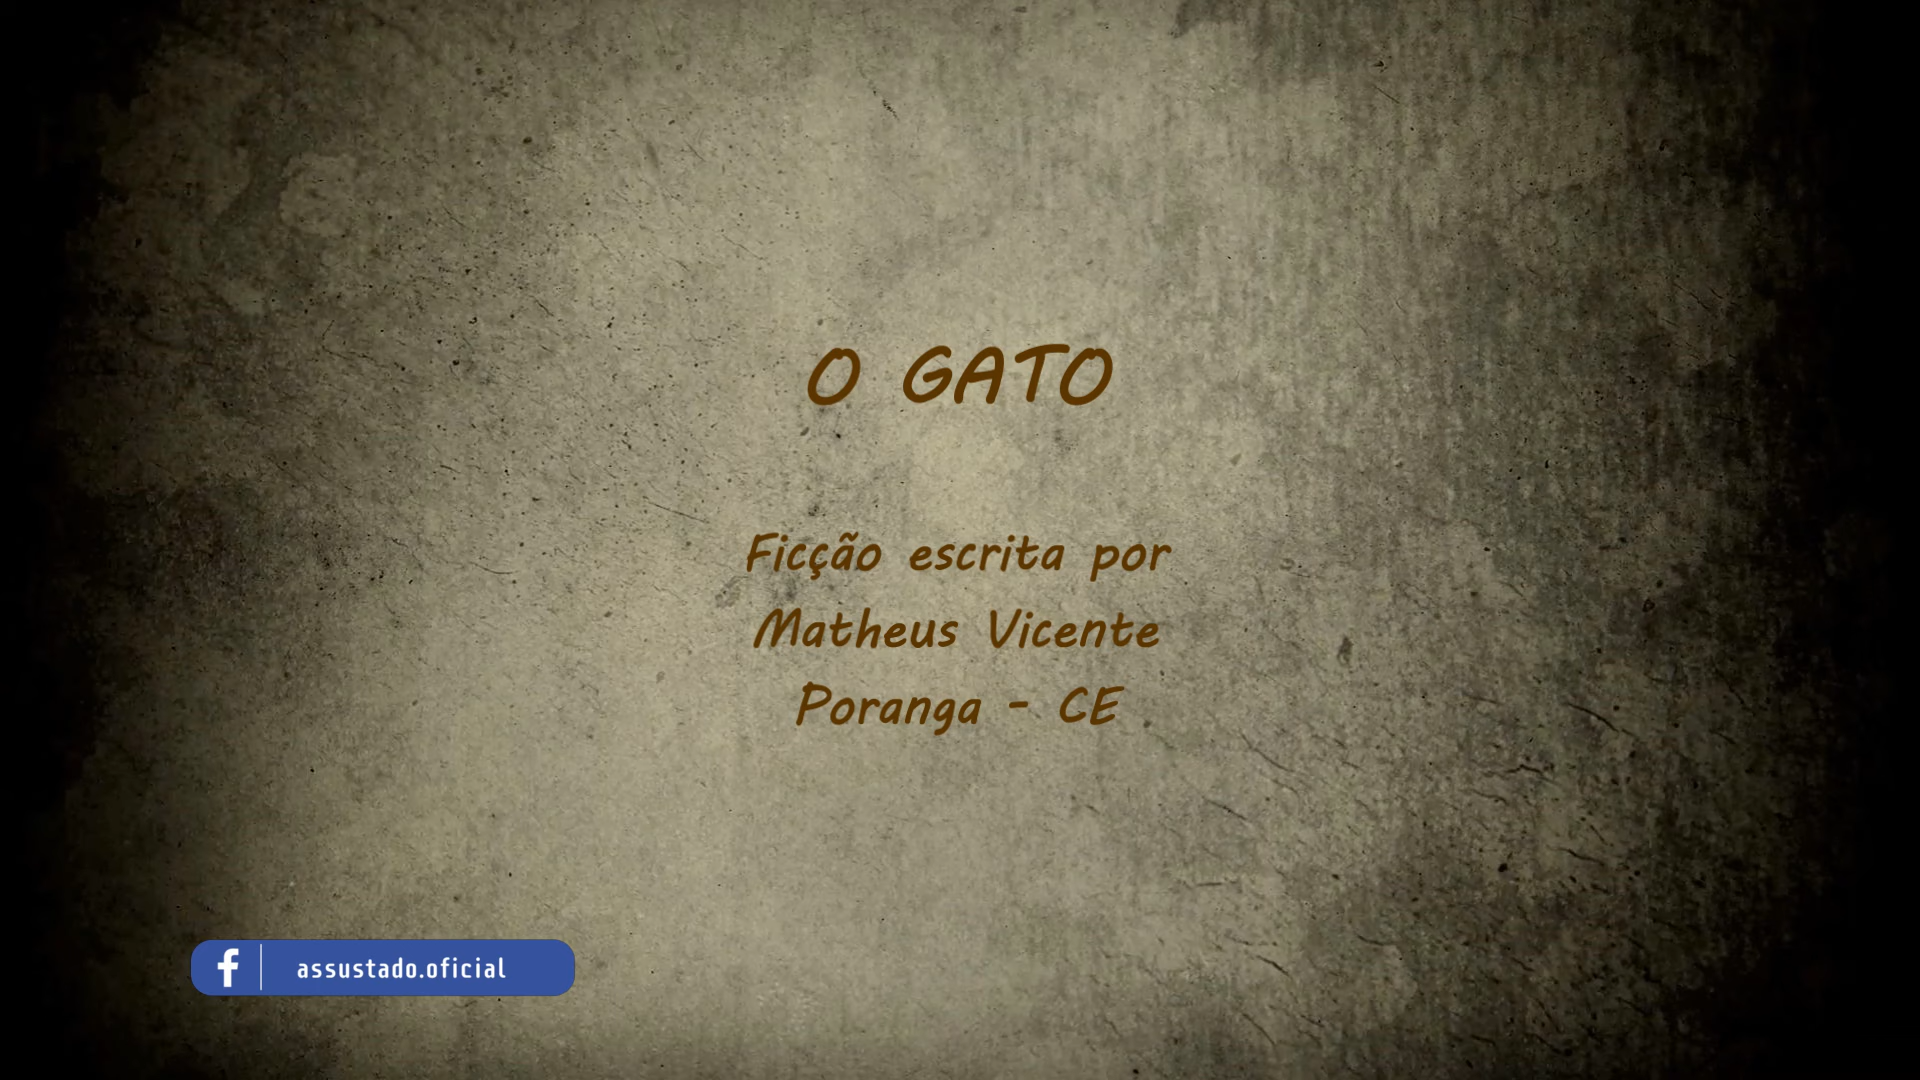 O GATO
Ficção escrita por
Matheus Vicente
Poranga - CE
assustado.oficial